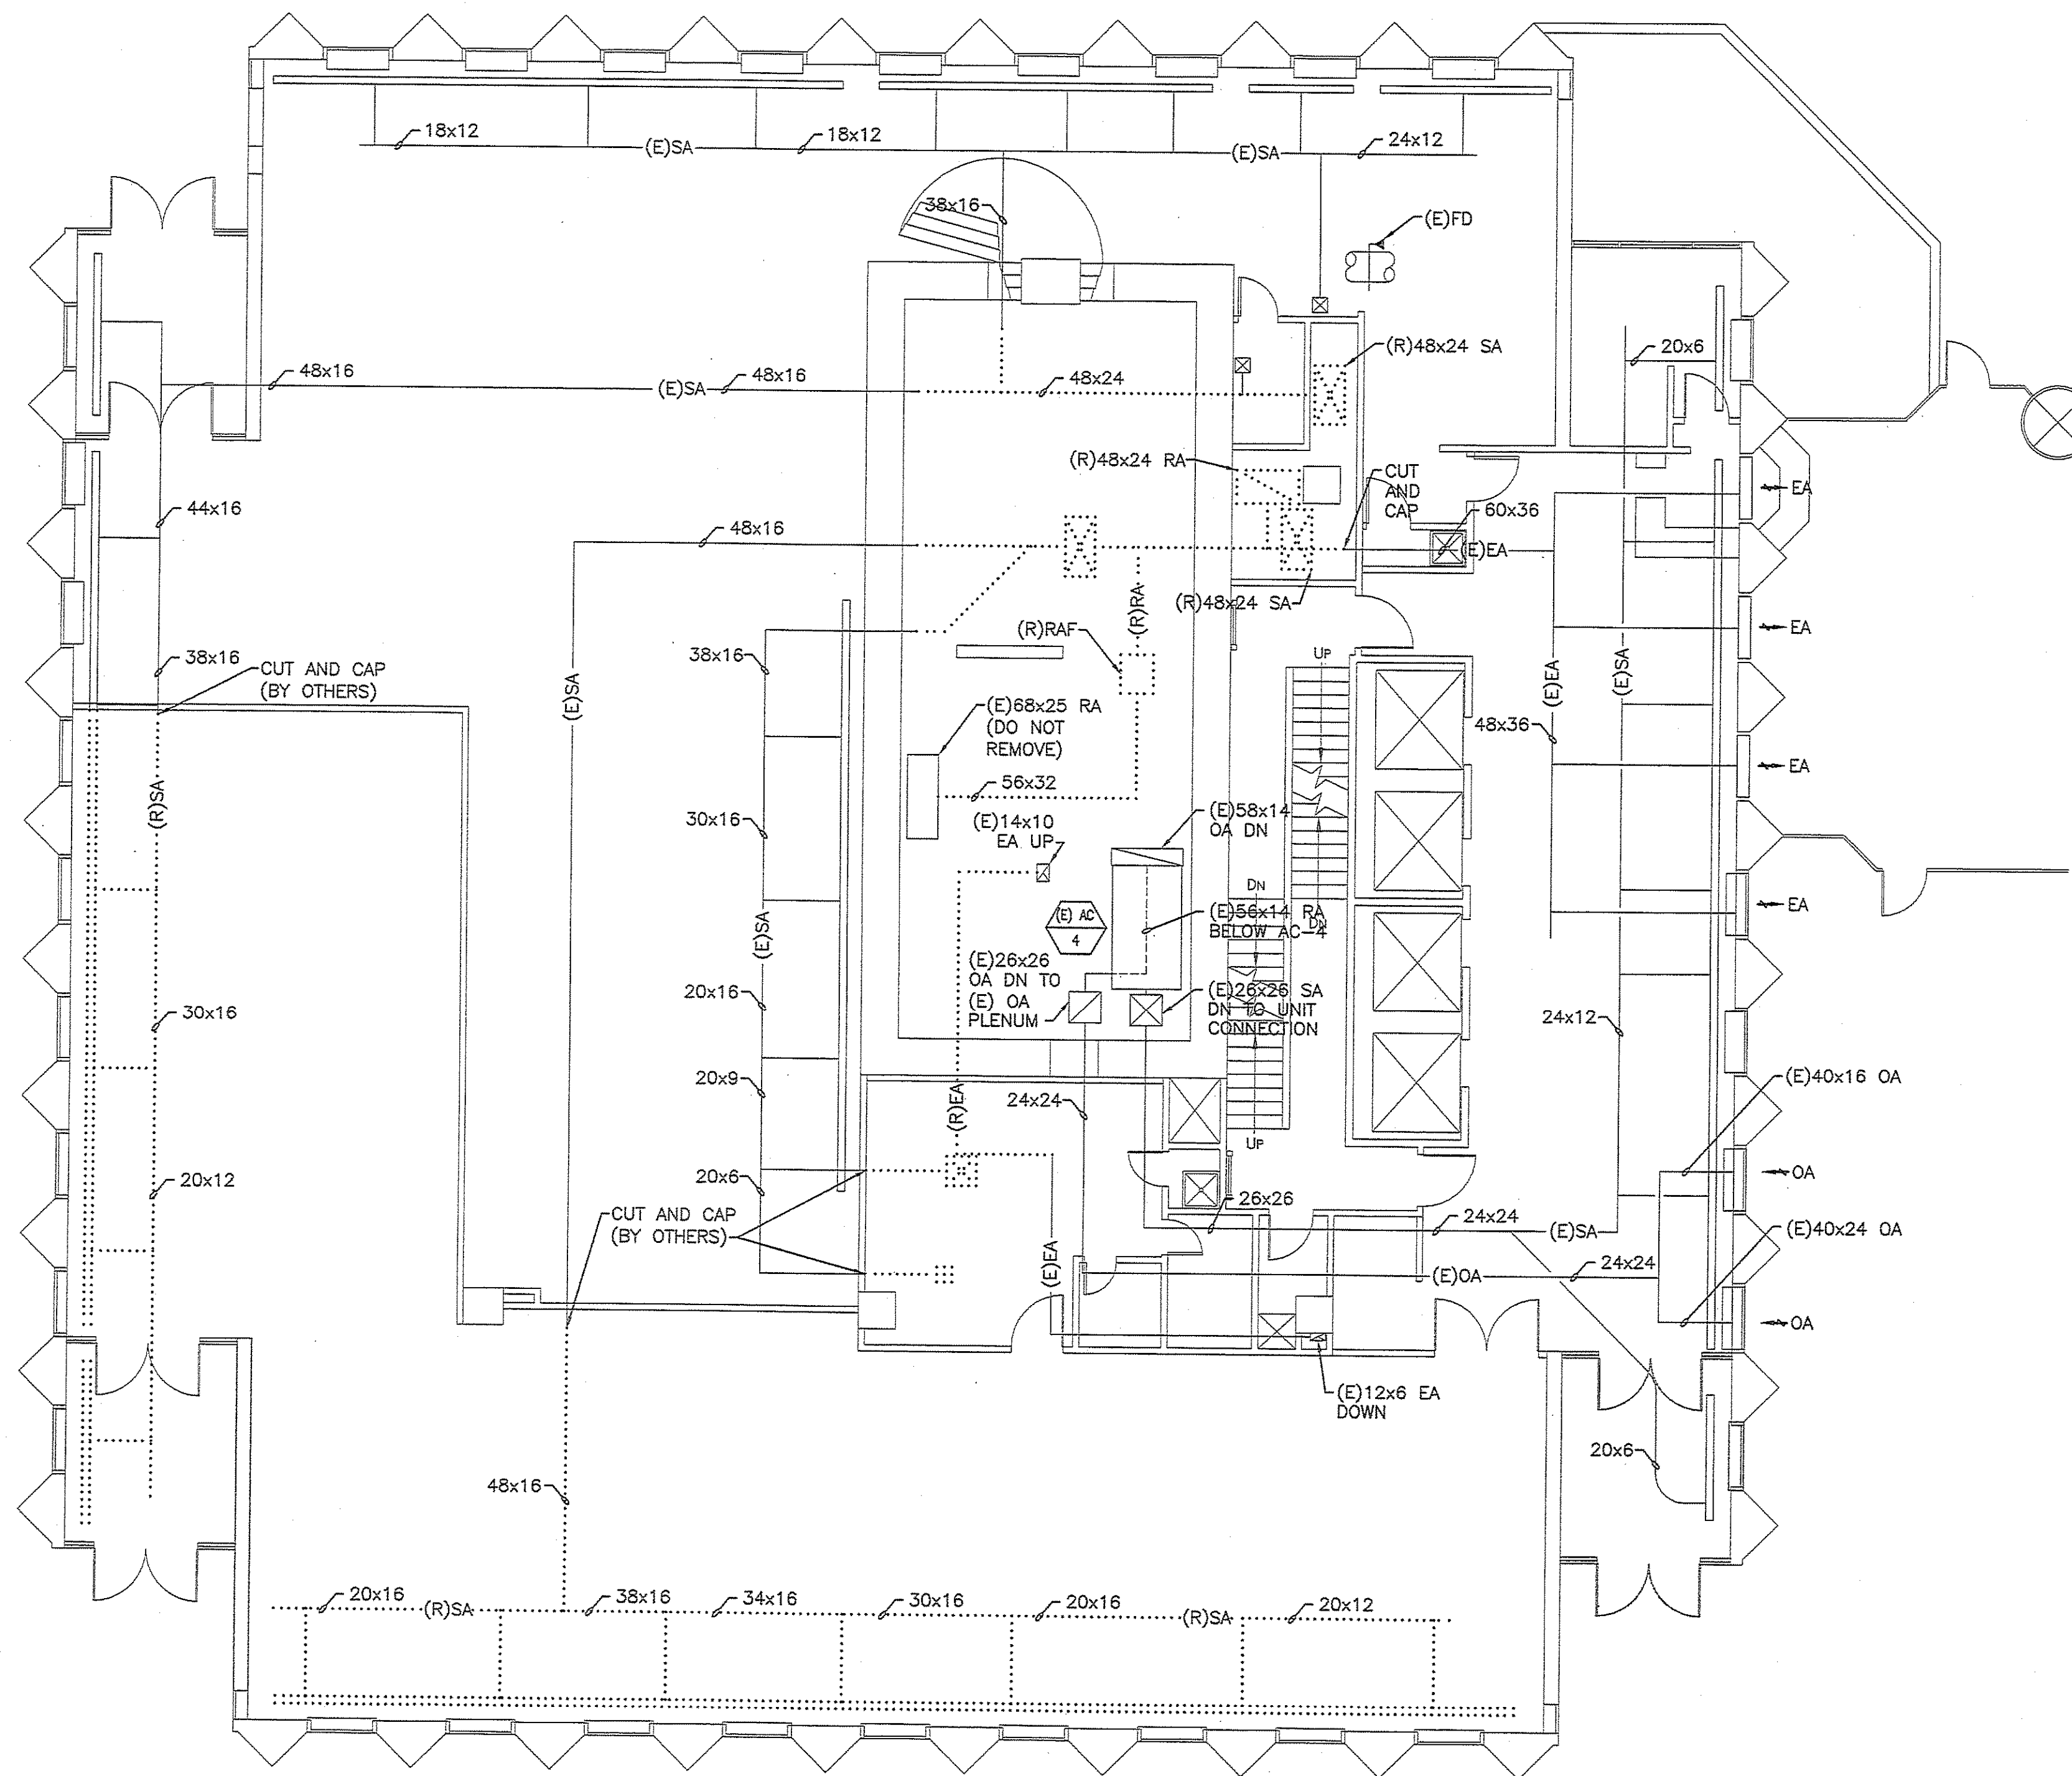 18x12
(E)SA
18x12
(E)SA
24x12
38x16
(E)FD
48x16
(E)SA
48x16
48x24
(R)48x24 SA
20x6
(R)48x24 RA
CUT
AND
CAP
EA
44x16
48x16
60x36
(E)EA
(R)48x24 SA
(R)RA
(R)RAF
EA
38x16
CUT AND CAP
(BY OTHERS)
(E)SA
38x16
UP
(E)EA
(E)SA
(E)68x25 RA
(DO NOT
REMOVE)
48x36
EA
(R)SA
56x32
30x16
(E)14x10
EA UP
(E)58x14
OA DN
DN
EA
(E) AC
4
(E)56x14 RA
BELOW AC-4
DN
(E)SA
(E)26x26
OA DN TO
(E) OA
PLENUM
(E)26x26 SA
DN TO UNIT
CONNECTION
20x16
30x16
24x12
20x9
(R)EA
24x24
(E)40x16 OA
UP
OA
20x12
20x6
CUT AND CAP
(BY OTHERS)
26x26
24x24
(E)SA
(E)40x24 OA
(E)EA
(E)OA
24x24
OA
(E)12x6 EA
DOWN
20x6
48x16
20x16
(R)SA
38x16
34x16
30x16
20x16
(R)SA
20x12